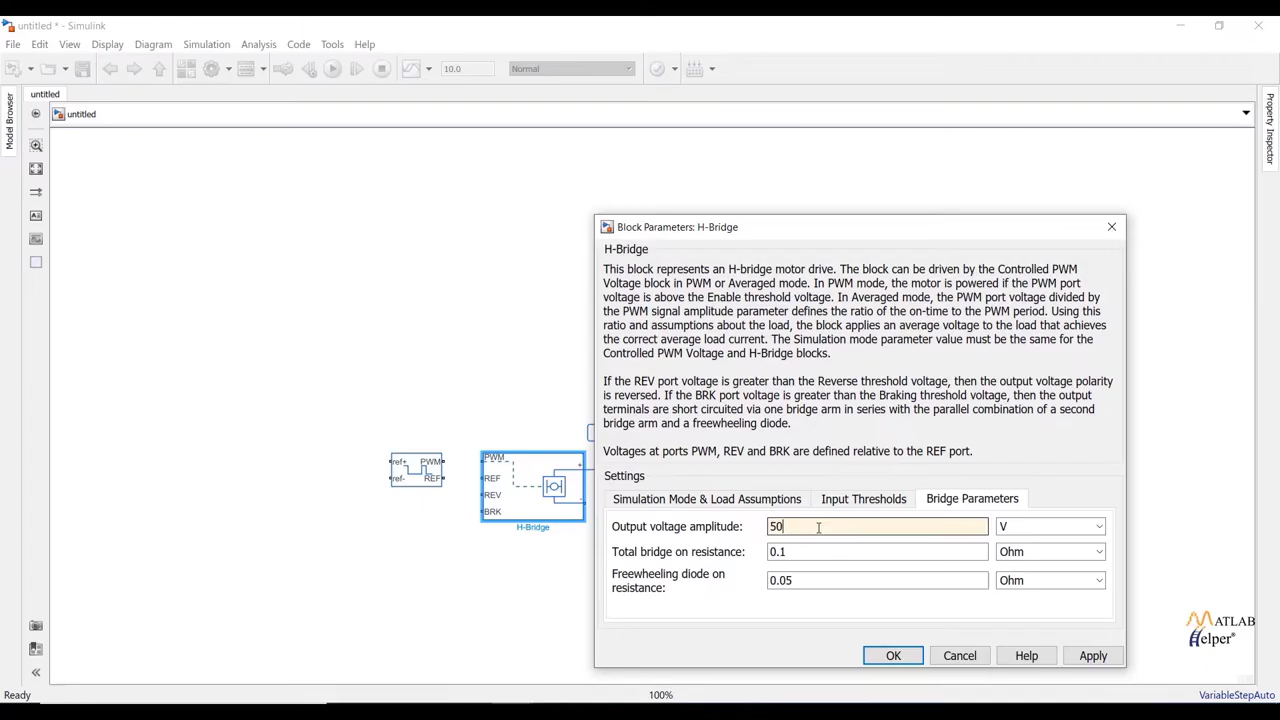 untitled * - Simulink
File Edit View Display Diagram Simulation Analysis Code Tools Help
10.0 Normal
untitled
untitled
Model Browser
Property Inspector
Block Parameters: H-Bridge
H-Bridge
This block represents an H-bridge motor drive. The block can be driven by the Controlled PWM
Voltage block in PWM or Averaged mode. In PWM mode, the motor is powered if the PWM port
voltage is above the Enable threshold voltage. In Averaged mode, the PWM port voltage divided by
the PWM signal amplitude parameter defines the ratio of the on-time to the PWM period. Using this
ratio and assumptions about the load, the block applies an average voltage to the load that achieves
the correct average load current. The Simulation mode parameter value must be the same for the
Controlled PWM Voltage and H-Bridge blocks.
If the REV port voltage is greater than the Reverse threshold voltage, then the output voltage polarity
is reversed. If the BRK port voltage is greater than the Braking threshold voltage, then the output
terminals are short circuited via one bridge arm in series with the parallel combination of a second
bridge arm and a freewheeling diode.
Voltages at ports PWM, REV and BRK are defined relative to the REF port.
Settings
Simulation Mode & Load Assumptions Input Thresholds Bridge Parameters
Output voltage amplitude: 50 V
Total bridge on resistance: 0.1 Ohm
Freewheeling diode on
resistance: 0.05 Ohm
OK Cancel Help Apply
ref+ PWM
ref- REF
PWM
REF
REV
BRK
+
-
H-Bridge
MATLAB
Helper®
Ready 100% VariableStepAuto